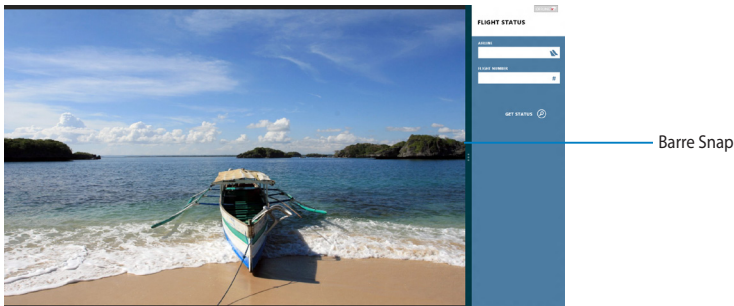 FLIGHT STATUS
AIRLINE
FLIGHT NUMBER
#
GET STATUS
Barre Snap